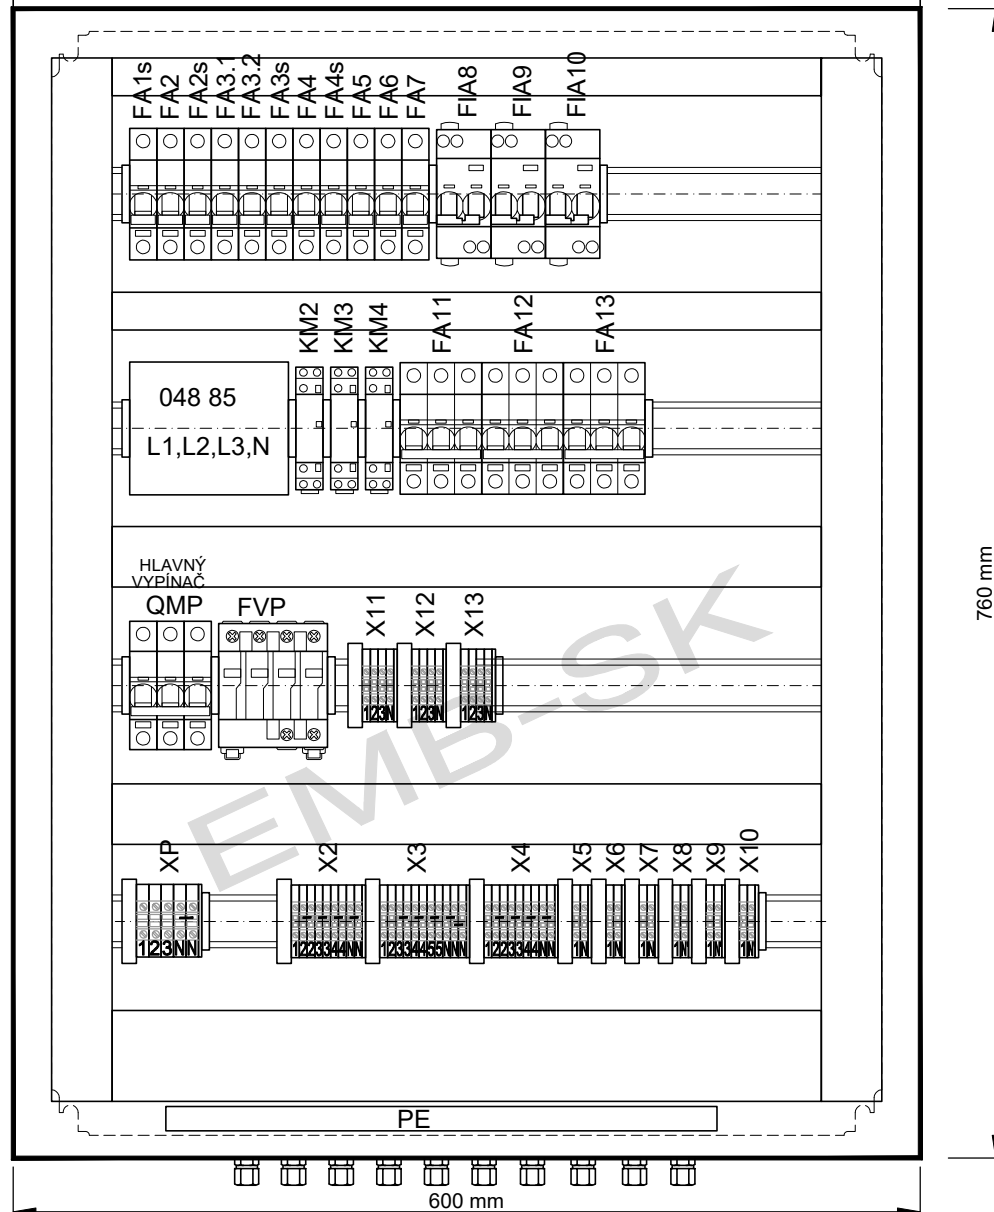 FA1s FA2 FA2s FA3.1 FA3.2 FA3s FA4 FA4s FA5 FA6 FA7 FIA8 FIA9 FIA10
KM2 KM3 KM4 FA11 FA12 FA13
048 85
L1,L2,L3,N
HLAVNÝ
VYPÍNAČ
QMP FVP X11 X12 X13
123N 123N 123N
EMB-SK
XP X2 X3 X4 X5 X6 X7 X8 X9 X10
123NN 1223344NN 12334455NNN 1223344NN 1N 1N 1N 1N 1N 1N
PE
600 mm
760 mm